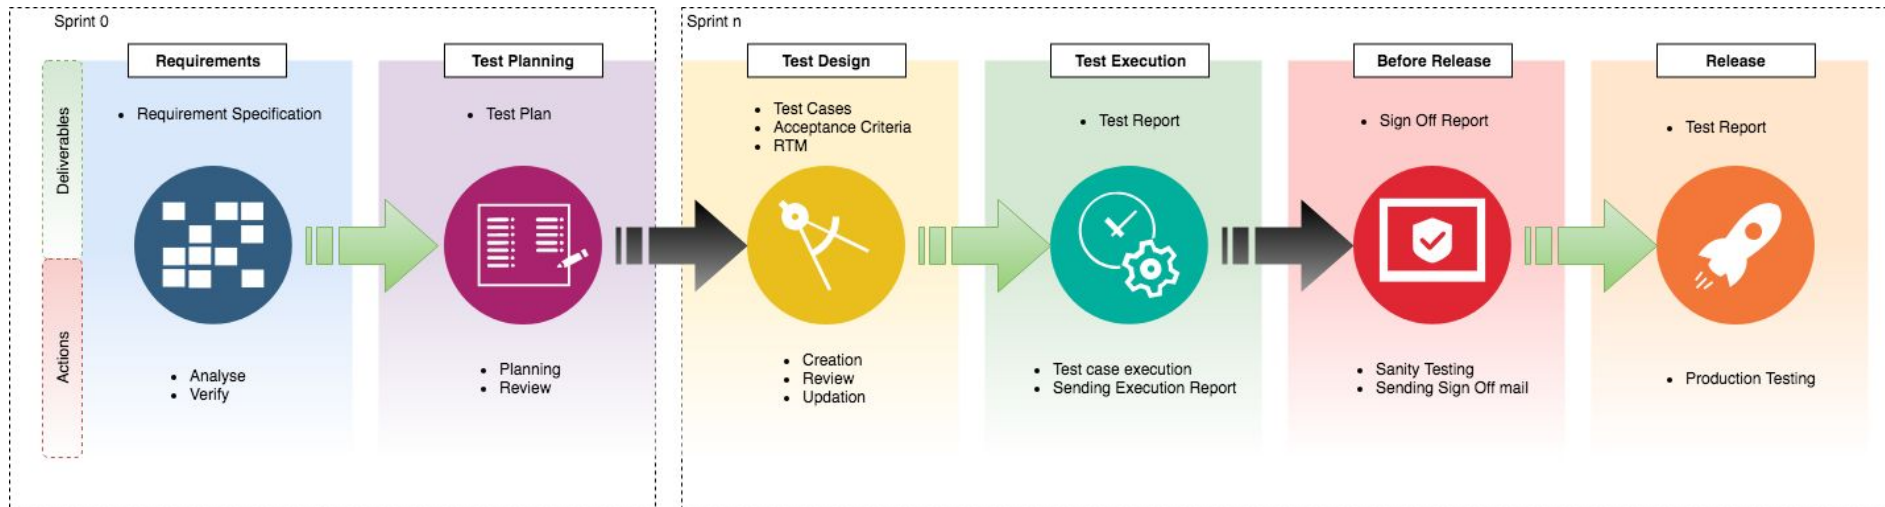 Sprint 0
Sprint n
Requirements
Test Planning
Test Design
Test Execution
Before Release
Release
Deliverables
• Requirement Specification
• Test Plan
• Test Cases
• Acceptance Criteria
• RTM
• Test Report
• Sign Off Report
• Test Report
Actions
• Analyse
• Verify
• Planning
• Review
• Creation
• Review
• Updation
• Test case execution
• Sending Execution Report
• Sanity Testing
• Sending Sign Off mail
• Production Testing